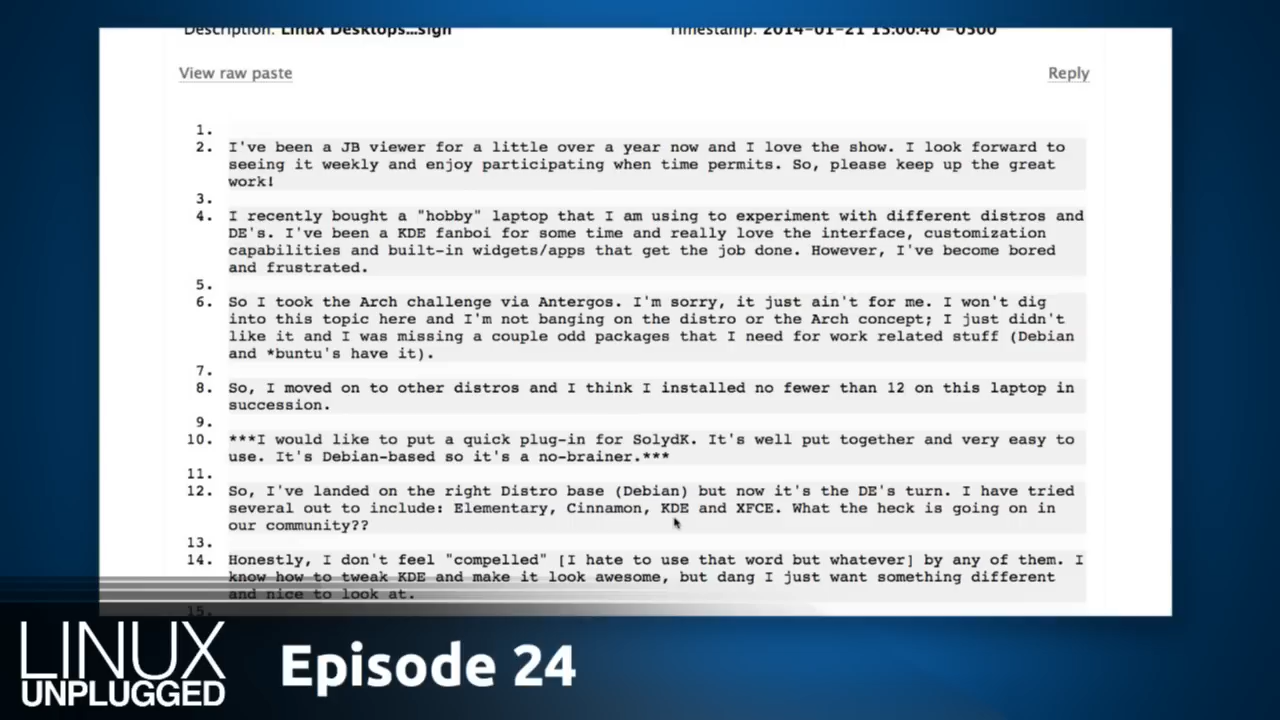 Description: Linux Desktops...sign
Timestamp: 2014-01-21 15:00:40 -0500
View raw paste
Reply
1.
2. I've been a JB viewer for a little over a year now and I love the show. I look forward to
seeing it weekly and enjoy participating when time permits. So, please keep up the great
work!
3.
4. I recently bought a "hobby" laptop that I am using to experiment with different distros and
DE's. I've been a KDE fanboi for some time and really love the interface, customization
capabilities and built-in widgets/apps that get the job done. However, I've become bored
and frustrated.
5.
6. So I took the Arch challenge via Antergos. I'm sorry, it just ain't for me. I won't dig
into this topic here and I'm not banging on the distro or the Arch concept; I just didn't
like it and I was missing a couple odd packages that I need for work related stuff (Debian
and *buntu's have it).
7.
8. So, I moved on to other distros and I think I installed no fewer than 12 on this laptop in
succession.
9.
10. ***I would like to put a quick plug-in for SolydK. It's well put together and very easy to
use. It's Debian-based so it's a no-brainer.***
11.
12. So, I've landed on the right Distro base (Debian) but now it's the DE's turn. I have tried
several out to include: Elementary, Cinnamon, KDE and XFCE. What the heck is going on in
our community??
13.
14. Honestly, I don't feel "compelled" [I hate to use that word but whatever] by any of them. I
know how to tweak KDE and make it look awesome, but dang I just want something different
and nice to look at.
15.
LINUX
UNPLUGGED
Episode 24